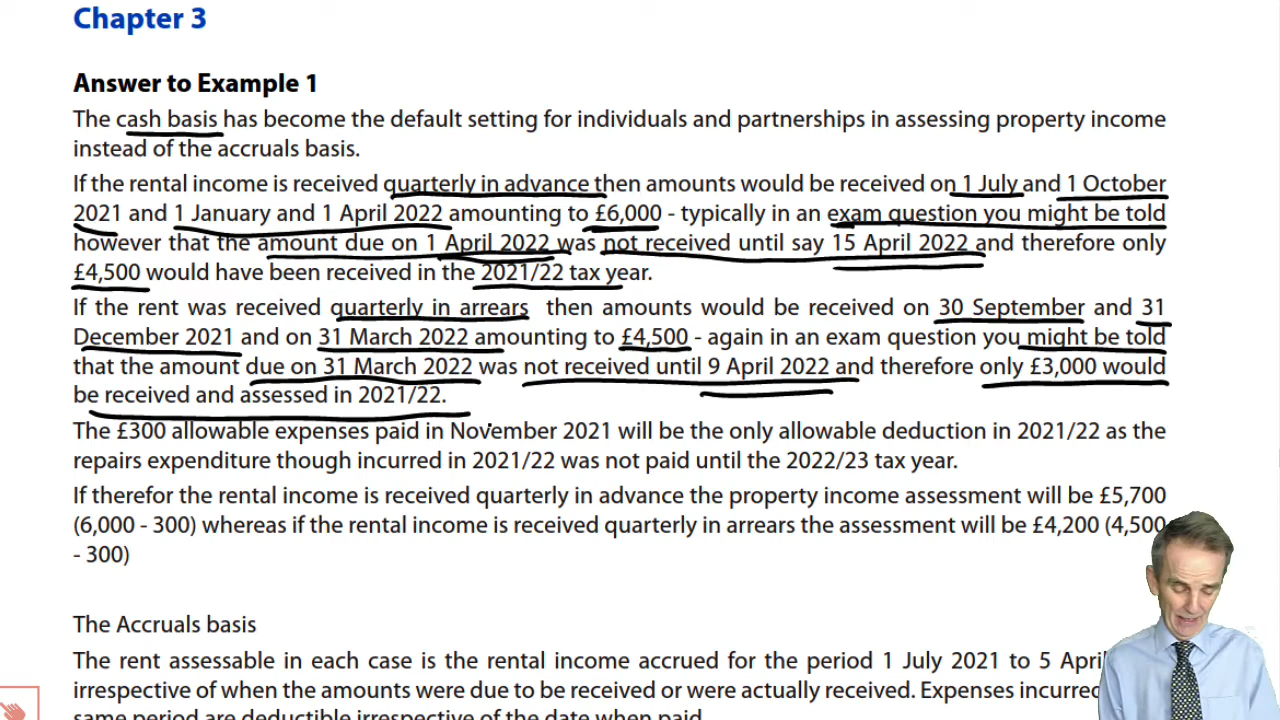 Chapter 3
Answer to Example 1
The cash basis has become the default setting for individuals and partnerships in assessing property income
instead of the accruals basis.
If the rental income is received quarterly in advance then amounts would be received on 1 July and 1 October
2021 and 1 January and 1 April 2022 amounting to £6,000 - typically in an exam question you might be told
however that the amount due on 1 April 2022 was not received until say 15 April 2022 and therefore only
£4,500 would have been received in the 2021/22 tax year.
If the rent was received quarterly in arrears then amounts would be received on 30 September and 31
December 2021 and on 31 March 2022 amounting to £4,500 - again in an exam question you might be told
that the amount due on 31 March 2022 was not received until 9 April 2022 and therefore only £3,000 would
be received and assessed in 2021/22.
The £300 allowable expenses paid in November 2021 will be the only allowable deduction in 2021/22 as the
repairs expenditure though incurred in 2021/22 was not paid until the 2022/23 tax year.
If therefor the rental income is received quarterly in advance the property income assessment will be £5,700
(6,000 - 300) whereas if the rental income is received quarterly in arrears the assessment will be £4,200 (4,500
- 300)
The Accruals basis
The rent assessable in each case is the rental income accrued for the period 1 July 2021 to 5 Apri
irrespective of when the amounts were due to be received or were actually received. Expenses incurre
same period are deductible irrespective of the date when paid